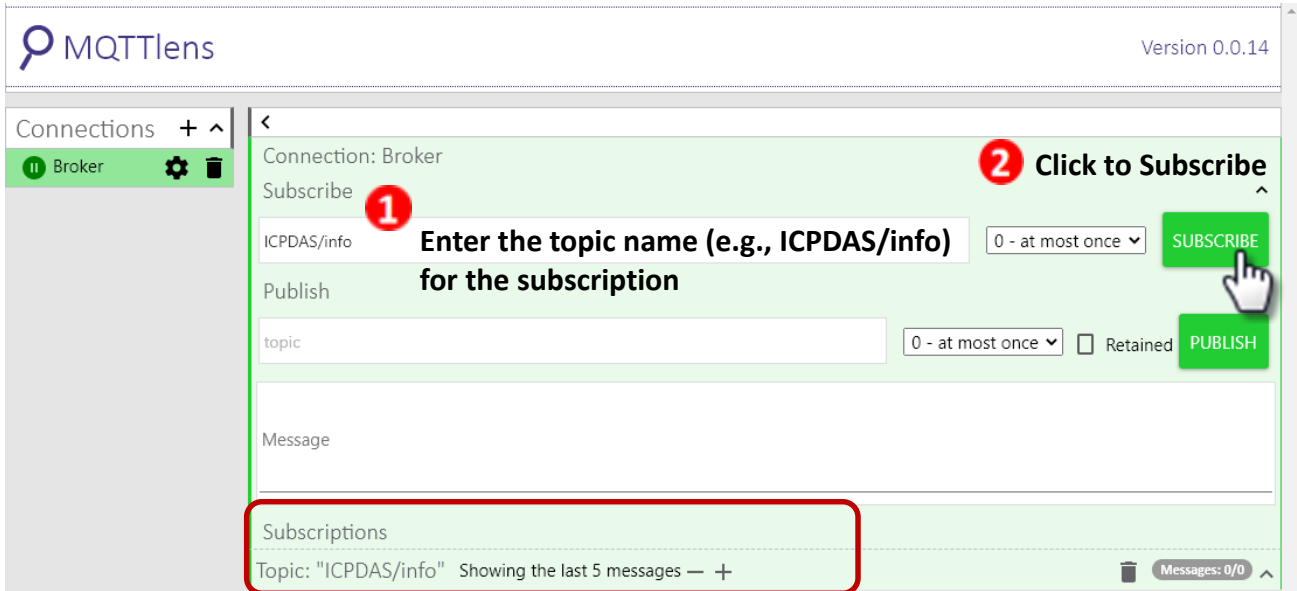 MQTTlens
Version 0.0.14
Connections
Broker
Connection: Broker
2 Click to Subscribe
Subscribe
1
ICPDAS/info
Enter the topic name (e.g., ICPDAS/info)
for the subscription
0 - at most once
SUBSCRIBE
Publish
topic
0 - at most once
Retained
PUBLISH
Message
Subscriptions
Topic: "ICPDAS/info" Showing the last 5 messages — +
Messages: 0/0